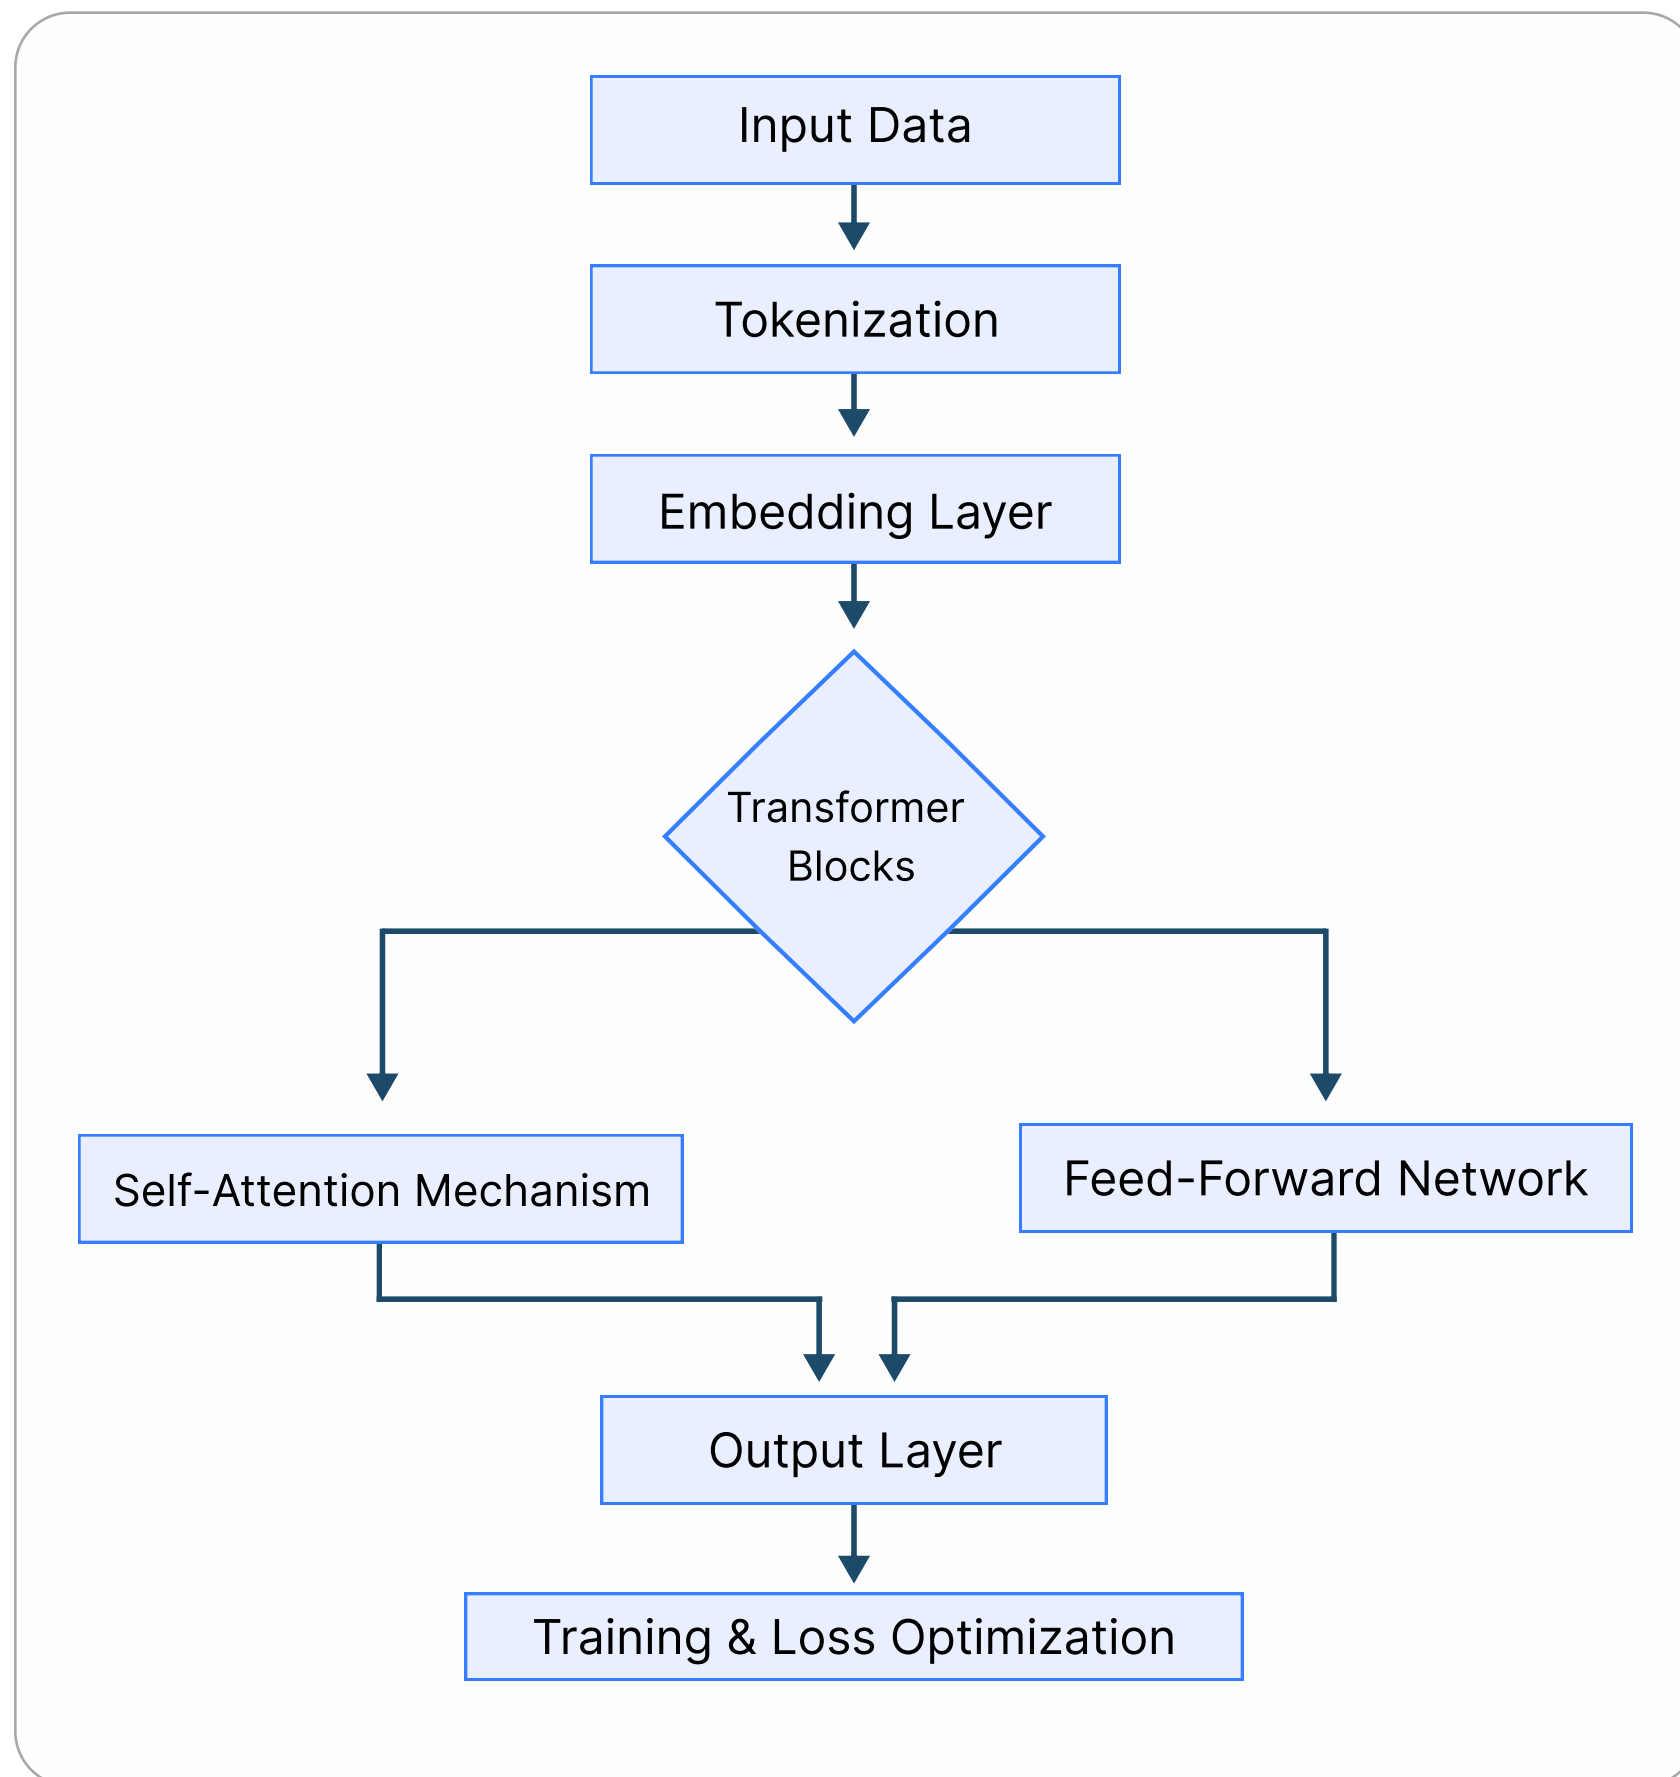 Input Data
Tokenization
Embedding Layer
Transformer
Blocks
Self-Attention Mechanism
Feed-Forward Network
Output Layer
Training & Loss Optimization